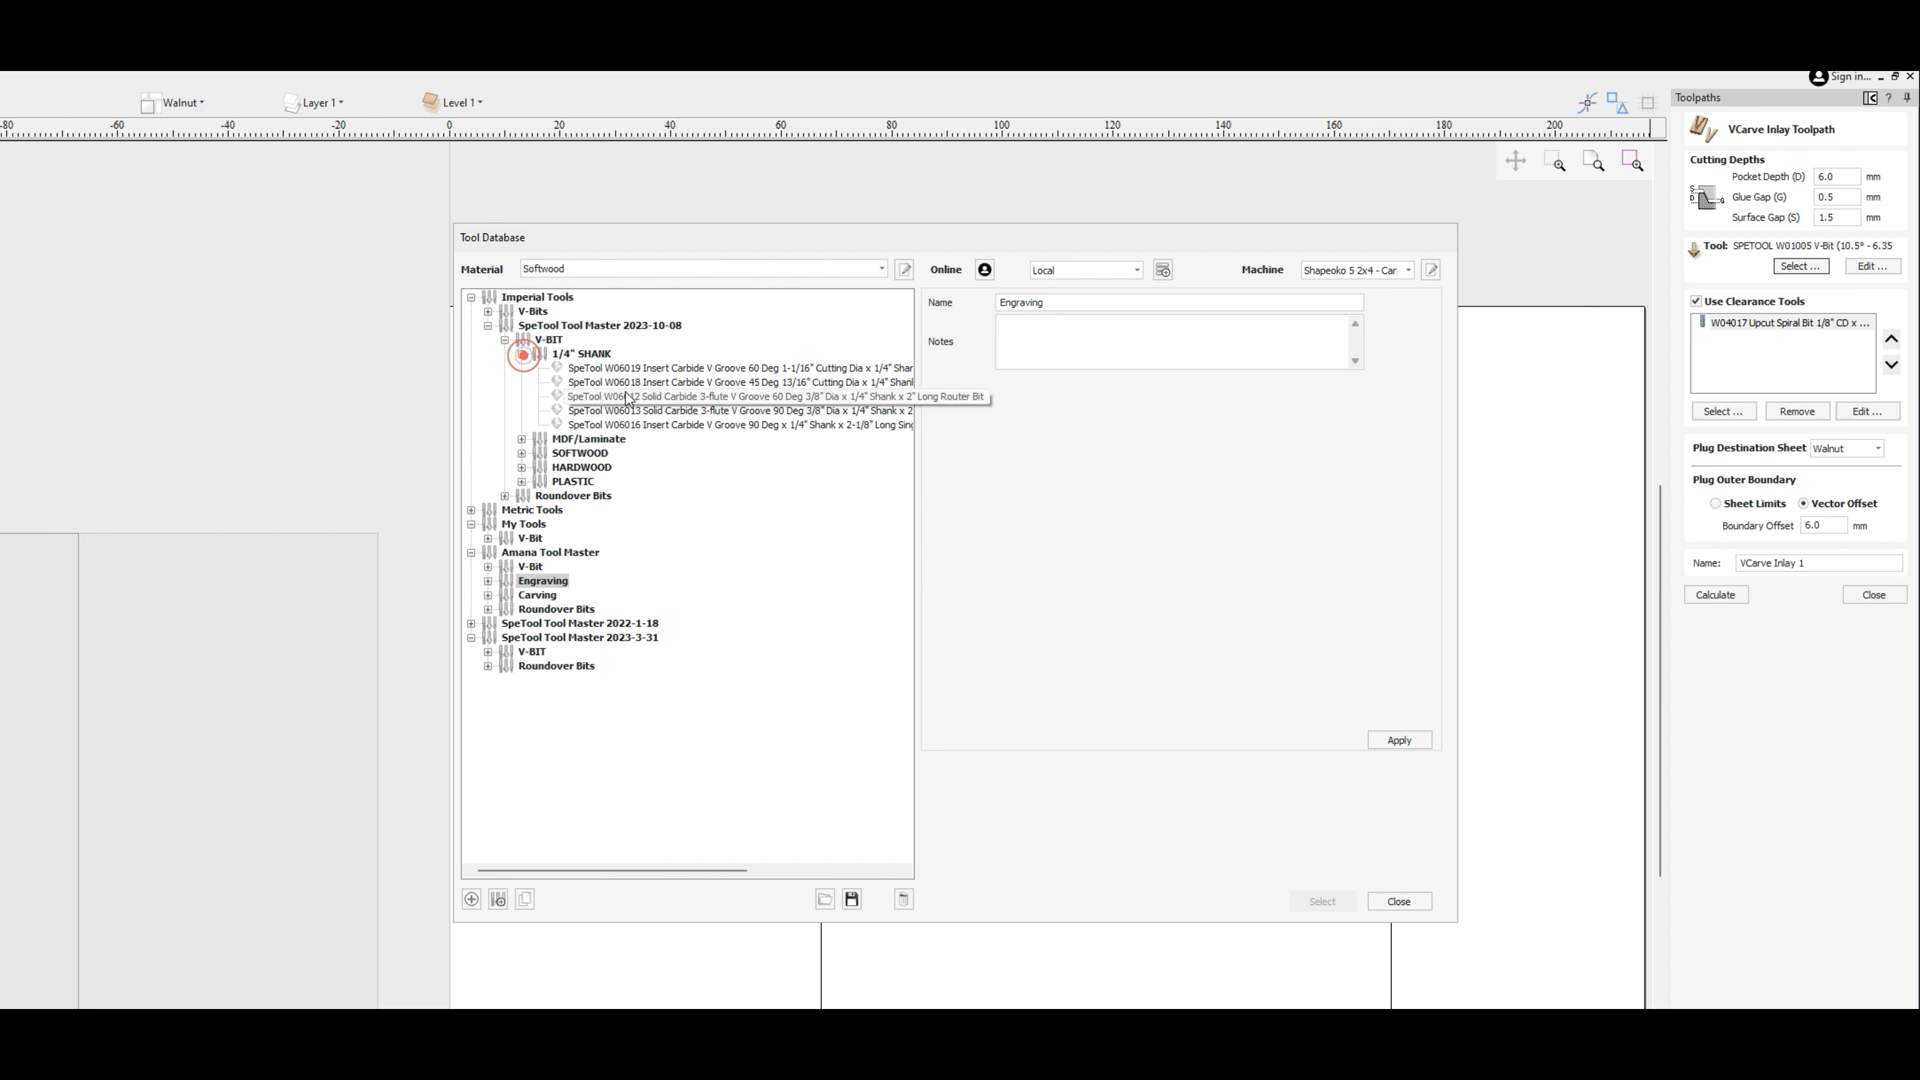 Sign in...
Walnut
Layer 1
Level 1
Toolpaths
-80 -60 -40 -20 0 20 40 60 80 100 120 140 160 180 200
VCarve Inlay Toolpath
Cutting Depths
Pocket Depth (D) 6.0 mm
Glue Gap (G) 0.5 mm
Surface Gap (S) 1.5 mm
Tool: SPETOOL W01005 V-Bit (10.5° - 6.35
Select ... Edit ...
Use Clearance Tools
W04017 Upcut Spiral Bit 1/8" CD x ...
Select ... Remove Edit ...
Plug Destination Sheet Walnut
Plug Outer Boundary
Sheet Limits Vector Offset
Boundary Offset 6.0 mm
Name: VCarve Inlay 1
Calculate Close
Tool Database
Material Softwood
Online Local
Machine Shapeoko 5 2x4 - Car
Imperial Tools
V-Bits
SpeTool Tool Master 2023-10-08
V-BIT
1/4" SHANK
SpeTool W06019 Insert Carbide V Groove 60 Deg 1-1/16" Cutting Dia x 1/4" Shar
SpeTool W06018 Insert Carbide V Groove 45 Deg 13/16" Cutting Dia x 1/4" Shank
SpeTool W06012 Solid Carbide 3-flute V Groove 60 Deg 3/8" Dia x 1/4" Shank x 2" Long Router Bit
SpeTool W06013 Solid Carbide 3-flute V Groove 90 Deg 3/8" Dia x 1/4" Shank x 2
SpeTool W06016 Insert Carbide V Groove 90 Deg x 1/4" Shank x 2-1/8" Long Sing
MDF/Laminate
SOFTWOOD
HARDWOOD
PLASTIC
Roundover Bits
Metric Tools
My Tools
V-Bit
Amana Tool Master
V-Bit
Engraving
Carving
Roundover Bits
SpeTool Tool Master 2022-1-18
SpeTool Tool Master 2023-3-31
V-BIT
Roundover Bits
Name Engraving
Notes
Apply
Select Close